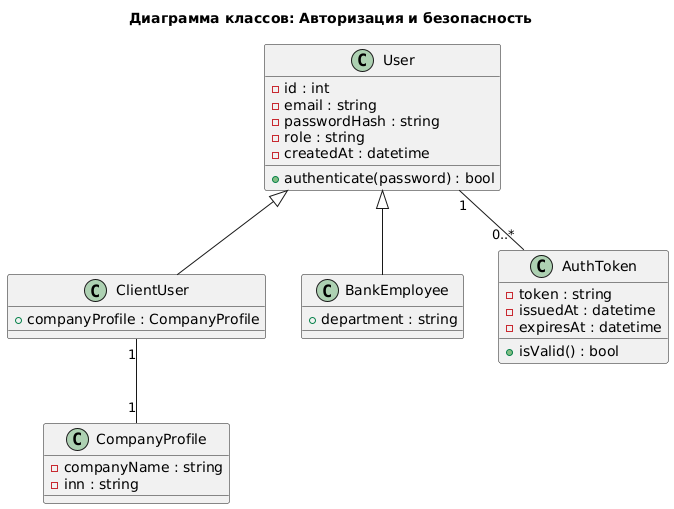 Диаграмма классов: Авторизация и безопасность
C User
id : int
email : string
passwordHash : string
role : string
createdAt : datetime
authenticate(password) : bool
1
0..*
C ClientUser
companyProfile : CompanyProfile
C BankEmployee
department : string
C AuthToken
token : string
issuedAt : datetime
expiresAt : datetime
isValid() : bool
1
1
C CompanyProfile
companyName : string
inn : string